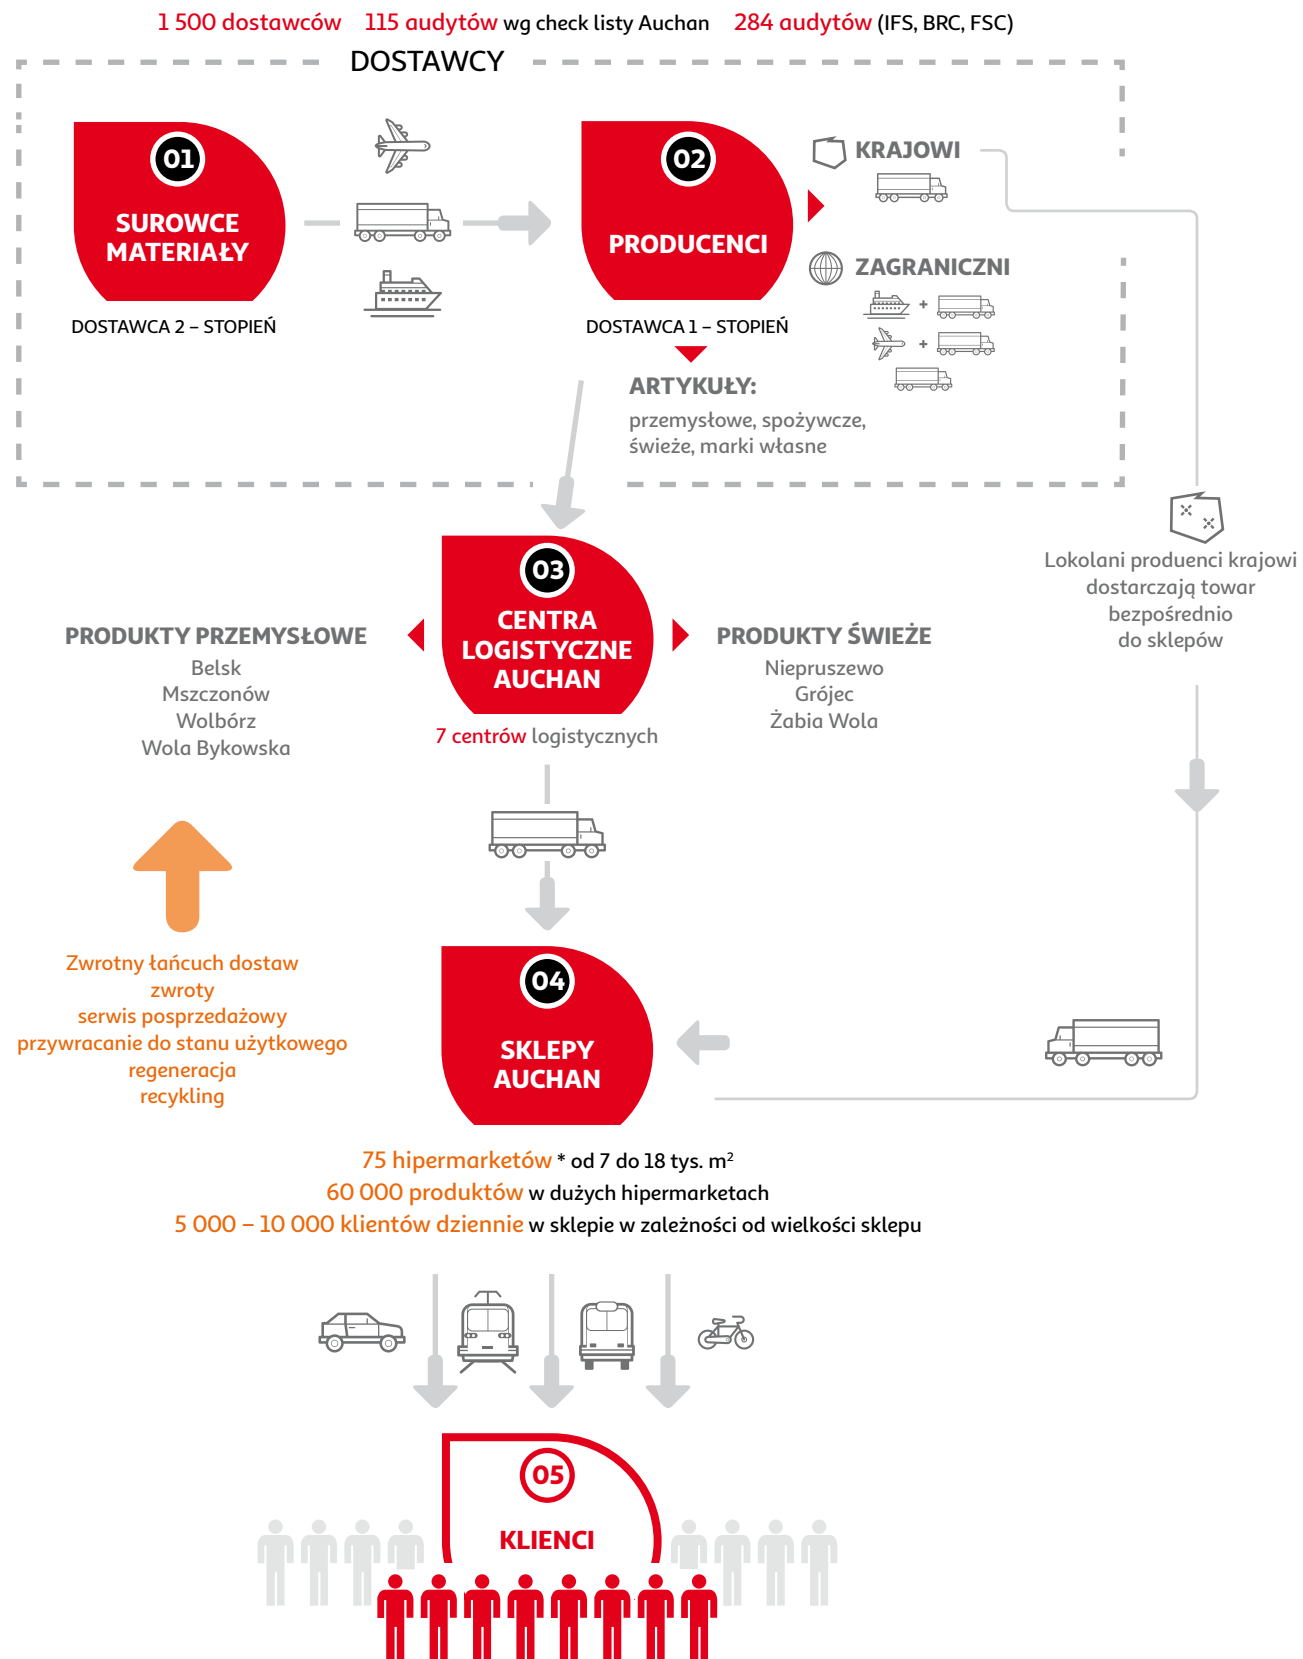 1 500 dostawców 115 audytów wg check listy Auchan 284 audytów (IFS, BRC, FSC)
DOSTAWCY
01
SUROWCE
MATERIAŁY
DOSTAWCA 2 – STOPIEŃ
02
PRODUCENCI
DOSTAWCA 1 – STOPIEŃ
KRAJOWI
ZAGRANICZNI
+
+
ARTYKUŁY:
przemysłowe, spożywcze,
świeże, marki własne
Lokolani produenci krajowi
dostarczają towar
bezpośrednio
do sklepów
03
CENTRA
LOGISTYCZNE
AUCHAN
7 centrów logistycznych
PRODUKTY PRZEMYSŁOWE
Belsk
Mszczonów
Wolbórz
Wola Bykowska
PRODUKTY ŚWIEŻE
Niepruszewo
Grójec
Żabia Wola
Zwrotny łańcuch dostaw
zwroty
serwis posprzedażowy
przywracanie do stanu użytkowego
regeneracja
recykling
04
SKLEPY
AUCHAN
75 hipermarketów * od 7 do 18 tys. m²
60 000 produktów w dużych hipermarketach
5 000 – 10 000 klientów dziennie w sklepie w zależności od wielkości sklepu
05
KLIENCI